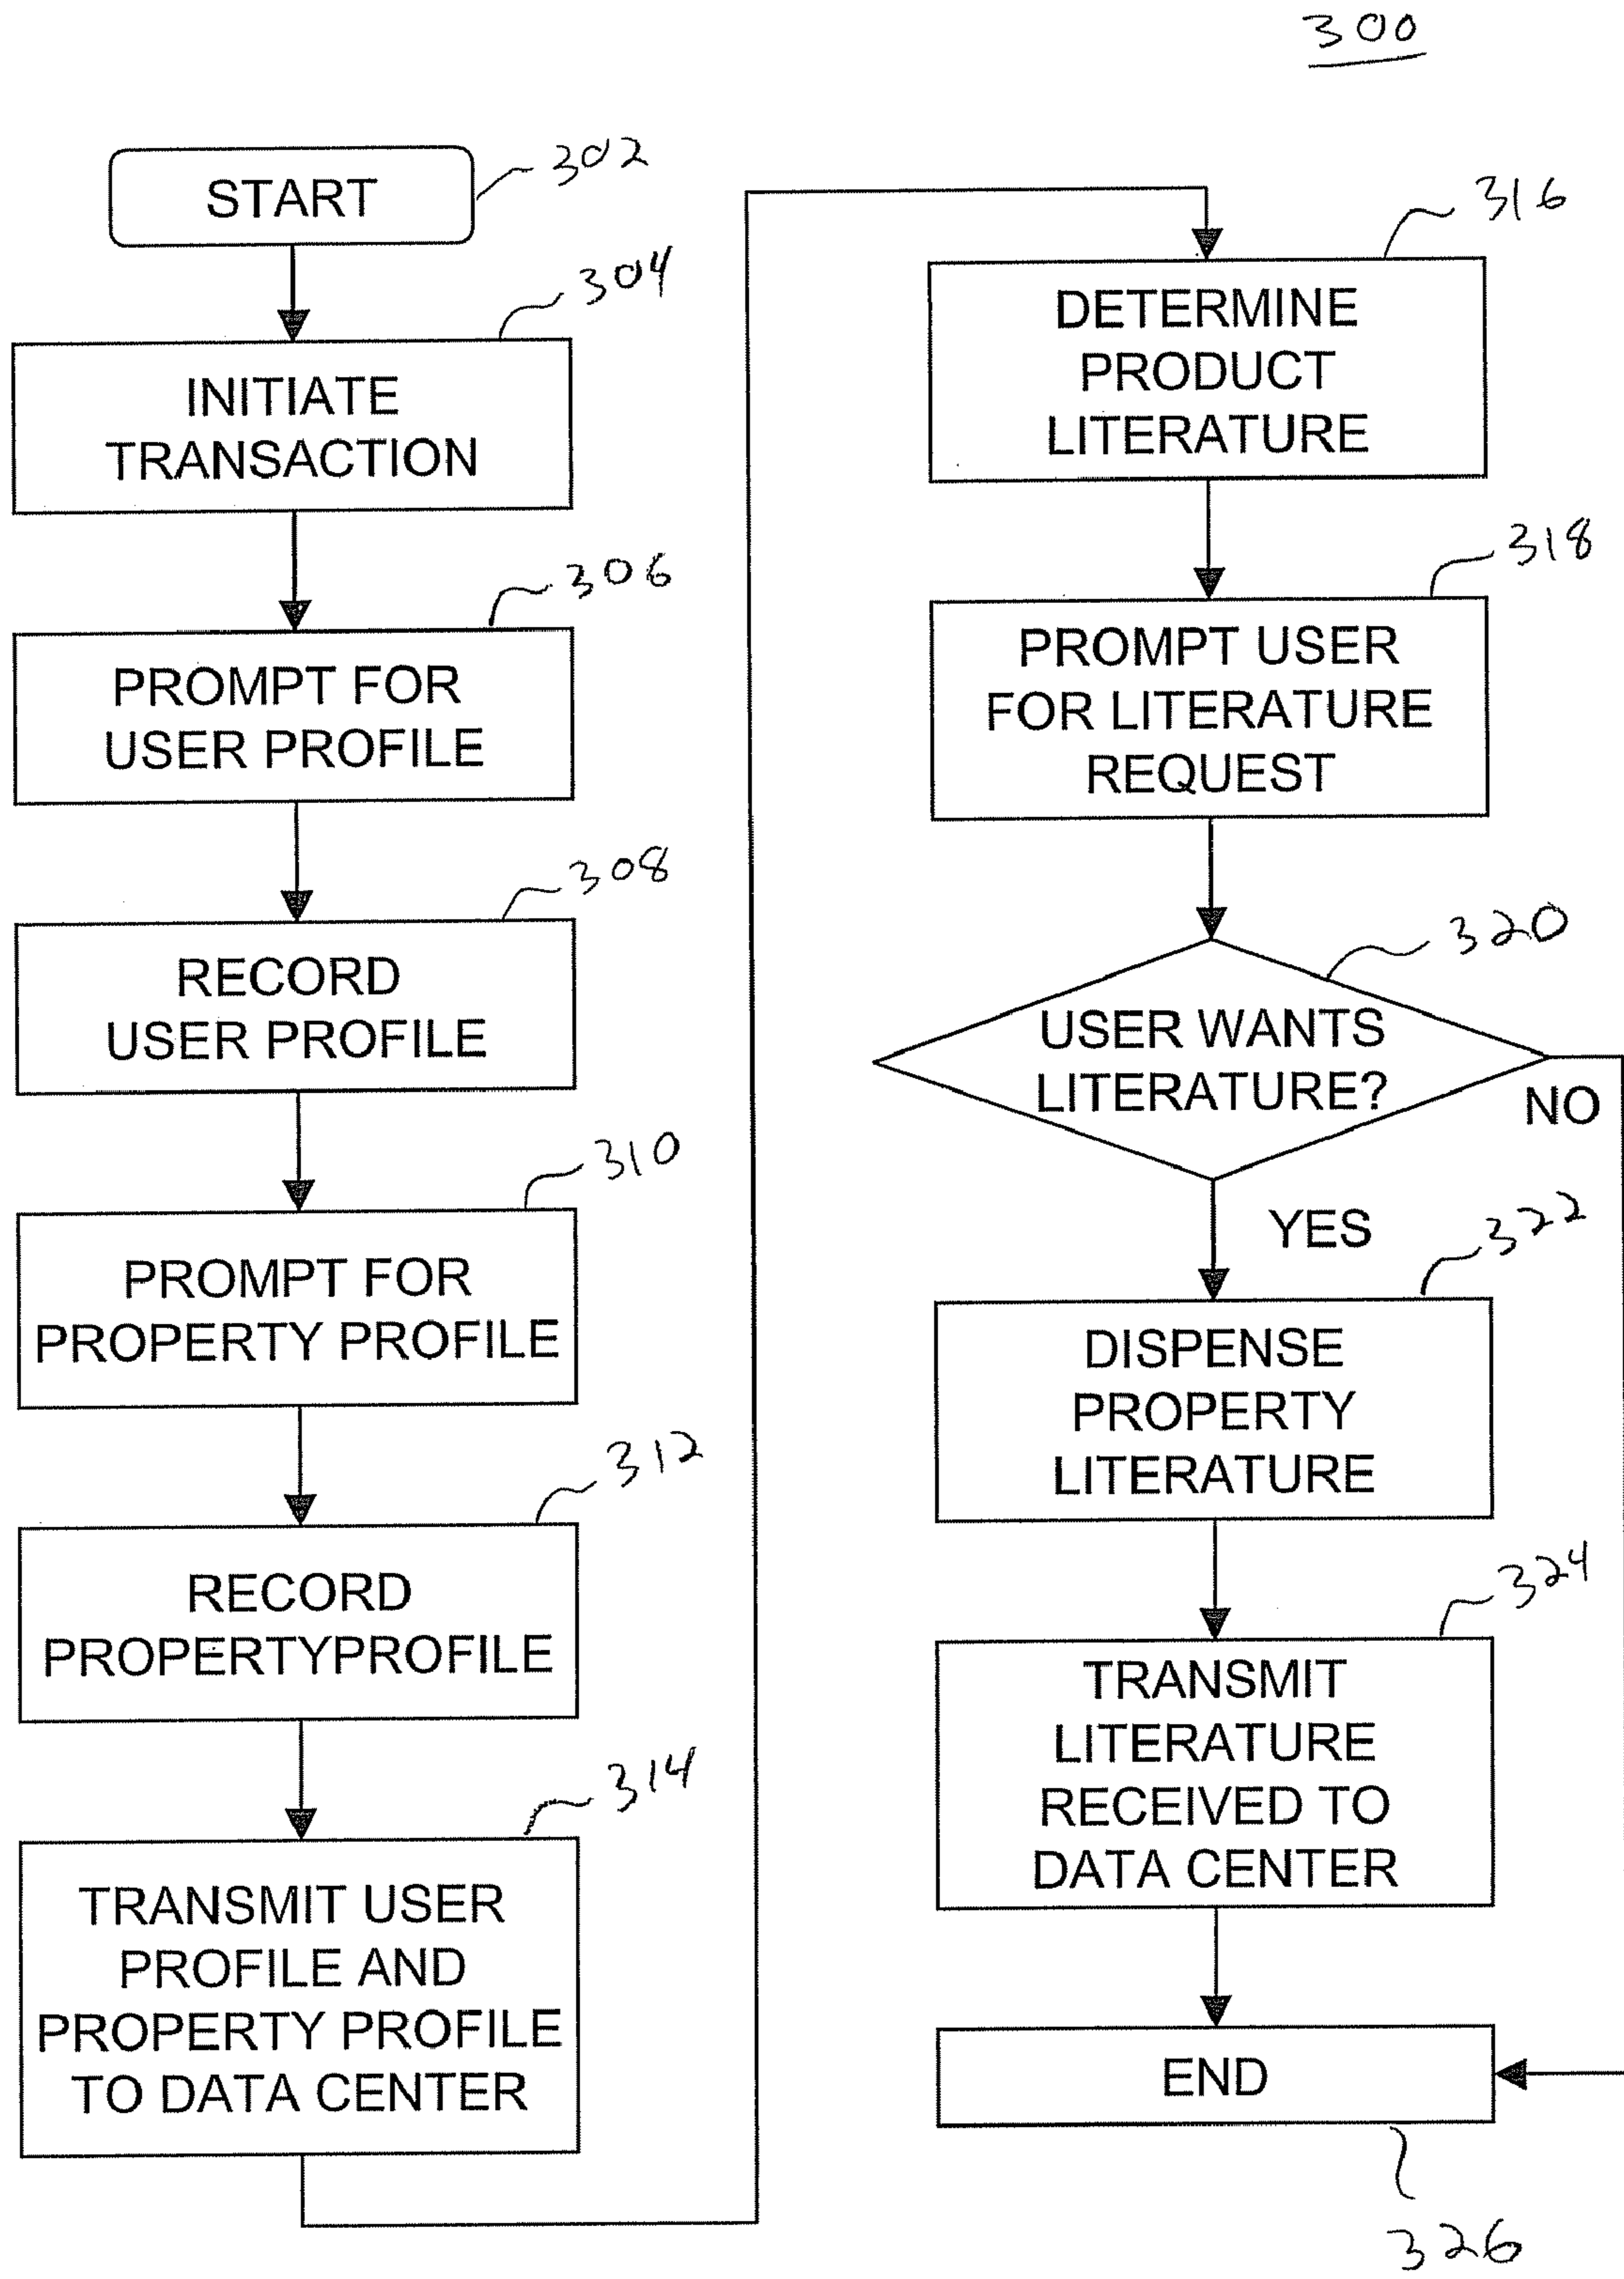 300
START
302
304
INITIATE
TRANSACTION
306
PROMPT FOR
USER PROFILE
308
RECORD
USER PROFILE
310
PROMPT FOR
PROPERTY PROFILE
312
RECORD
PROPERTYPROFILE
314
TRANSMIT USER
PROFILE AND
PROPERTY PROFILE
TO DATA CENTER
316
DETERMINE
PRODUCT
LITERATURE
318
PROMPT USER
FOR LITERATURE
REQUEST
320
USER WANTS
LITERATURE?
NO
YES
322
DISPENSE
PROPERTY
LITERATURE
324
TRANSMIT
LITERATURE
RECEIVED TO
DATA CENTER
END
326